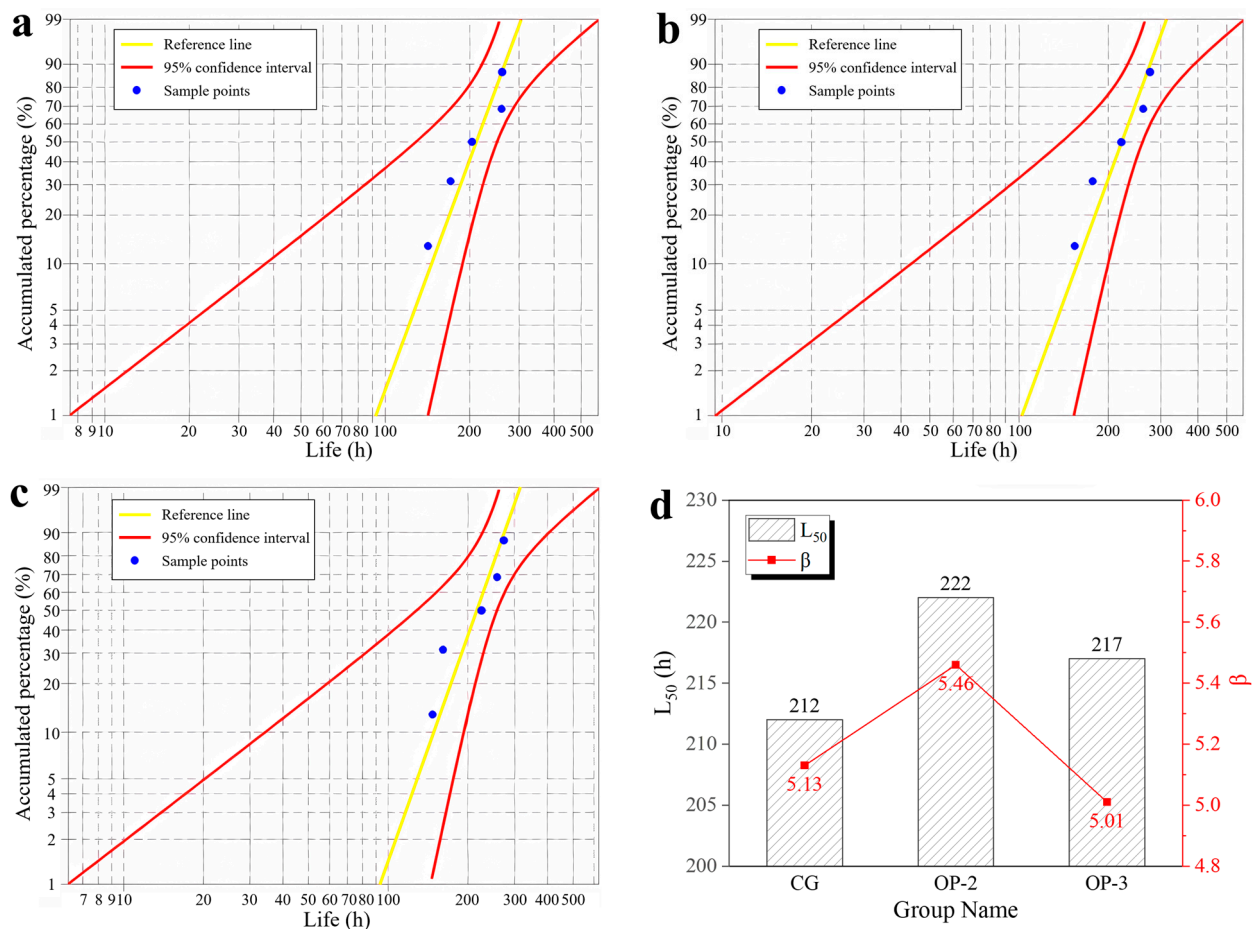 a
Accumulated percentage (%)
99
90
80
70
60
50
40
30
20
10
5
4
3
2
1
Reference line
95% confidence interval
Sample points
8 9 10 20 30 40 50 60 70 80 100 200 300 400 500
Life (h)
b
Accumulated percentage (%)
99
90
80
70
60
50
40
30
20
10
5
4
3
2
1
Reference line
95% confidence interval
Sample points
10 20 30 40 50 60 70 80 100 200 300 400 500
Life (h)
c
Accumulated percentage (%)
99
90
80
70
60
50
40
30
20
10
5
4
3
2
1
Reference line
95% confidence interval
Sample points
7 8 9 10 20 30 40 50 60 70 80 100 200 300 400 500
Life (h)
d
L50 (h)
230
225
220
215
210
205
200
L50
β
212
222
217
5.13
5.46
5.01
6.0
5.8
5.6
5.4
5.2
5.0
4.8
β
CG OP-2 OP-3
Group Name